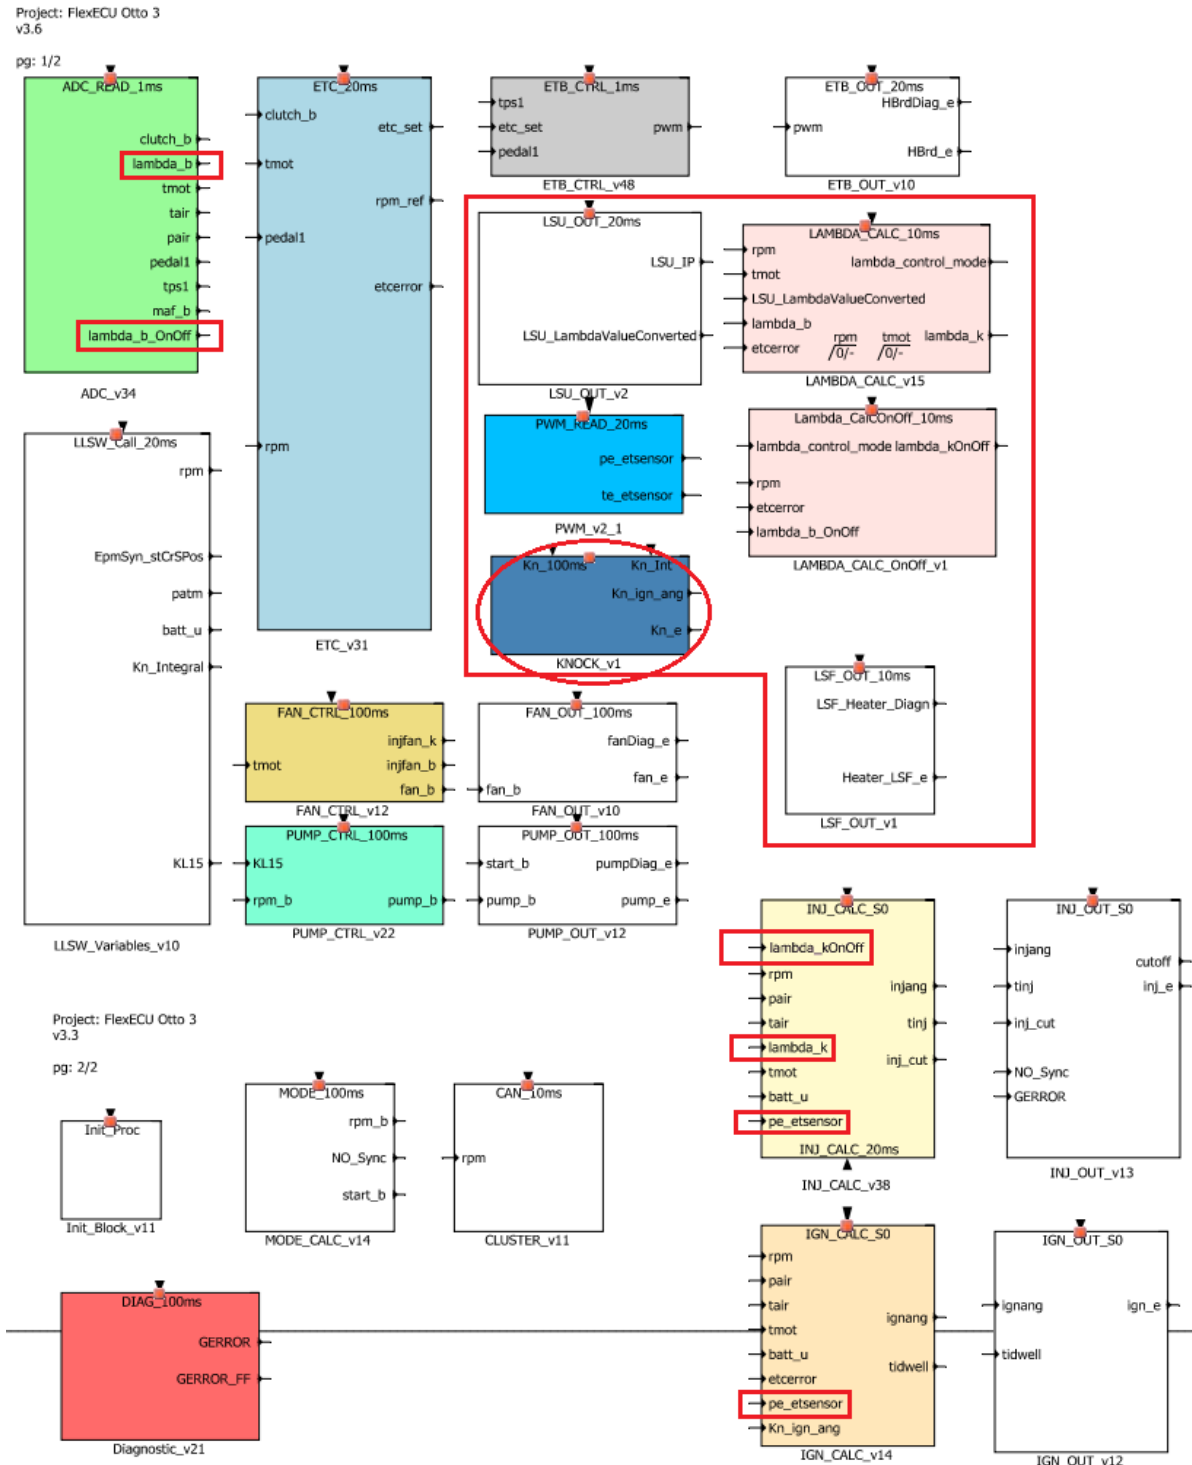 Project: FlexECU Otto 3
v3.6
pg: 1/2
ADC_READ_1ms
clutch_b
lambda_b
tmot
tair
pair
pedal1
tps1
maf_b
lambda_b_OnOff
ADC_v34
ETC_20ms
clutch_b
etc_set
tmot
rpm_ref
pedal1
etcerror
rpm
ETC_v31
ETB_CTRL_1ms
tps1
etc_set
pwm
pedal1
ETB_CTRL_v48
ETB_OUT_20ms
HBrdDiag_e
pwm
HBrd_e
ETB_OUT_v10
LSU_OUT_20ms
LSU_IP
LSU_LambdaValueConverted
LSU_OUT_v2
LAMBDA_CALC_10ms
rpm
lambda_control_mode
tmot
LSU_LambdaValueConverted
lambda_b
etcerror
rpm
/0/-
tmot
/0/-
lambda_k
LAMBDA_CALC_v15
PWM_READ_20ms
pe_etsensor
te_etsensor
PWM_v2_1
Lambda_CalcOnOff_10ms
lambda_control_mode lambda_kOnOff
rpm
etcerror
lambda_b_OnOff
LAMBDA_CALC_OnOff_v1
LLSW_Call_20ms
rpm
EpmSyn_stCrSPos
patm
batt_u
Kn_Integral
KL15
LLSW_Variables_v10
Kn_100ms
Kn_Int
Kn_ign_ang
Kn_e
KNOCK_v1
LSF_OUT_10ms
LSF_Heater_Diagn
Heater_LSF_e
LSF_OUT_v1
FAN_CTRL_100ms
injfan_k
tmot
injfan_b
fan_b
FAN_CTRL_v12
FAN_OUT_100ms
fanDiag_e
fan_e
fan_b
FAN_OUT_v10
PUMP_CTRL_100ms
KL15
rpm_b
pump_b
PUMP_CTRL_v22
PUMP_OUT_100ms
start_b
pumpDiag_e
pump_b
pump_e
PUMP_OUT_v12
INJ_CALC_S0
lambda_kOnOff
rpm
injang
pair
tair
tinj
lambda_k
inj_cut
tmot
batt_u
pe_etsensor
INJ_CALC_20ms
INJ_CALC_v38
INJ_OUT_S0
injang
cutoff
tinj
inj_e
inj_cut
NO_Sync
GERROR
INJ_OUT_v13
Project: FlexECU Otto 3
v3.3
pg: 2/2
Init_Proc
Init_Block_v11
MODE_100ms
rpm_b
NO_Sync
start_b
MODE_CALC_v14
CAN_10ms
rpm
CLUSTER_v11
DIAG_100ms
GERROR
GERROR_FF
Diagnostic_v21
IGN_CALC_S0
rpm
pair
tair
ignang
tmot
batt_u
tidwell
etcerror
pe_etsensor
Kn_ign_ang
IGN_CALC_v14
IGN_OUT_S0
ignang
ign_e
tidwell
IGN_OUT_v12